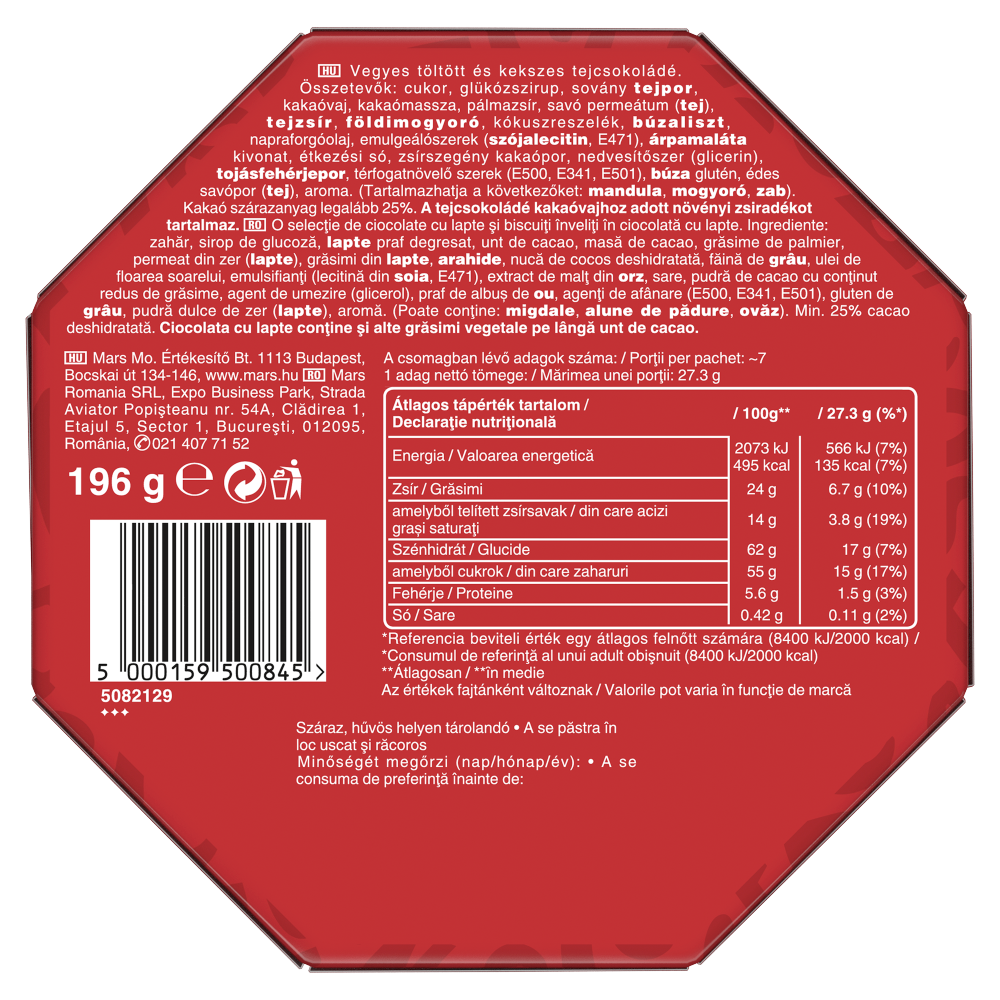 HU Vegyes töltött és kekszes tejcsokoládé.
Összetevők: cukor, glükózszirup, sovány tejpor,
kakaóvaj, kakaómassza, pálmazsír, savó permeátum (tej),
tejzsír, földimogyoró, kókuszreszelék, búzaliszt,
napraforgóolaj, emulgeálószerek (szójalecitin, E471), árpamaláta
kivonat, étkezési só, zsírszegény kakaópor, nedvesítőszer (glicerin),
tojásfehérjepor, térfogatnövelő szerek (E500, E341, E501), búza glutén, édes
savópor (tej), aroma. (Tartalmazhatja a következőket: mandula, mogyoró, zab).
Kakaó szárazanyag legalább 25%. A tejcsokoládé kakaóvajhoz adott növényi zsiradékot
tartalmaz. RO O selecţie de ciocolate cu lapte şi biscuiţi înveliţi în ciocolată cu lapte. Ingrediente:
zahăr, sirop de glucoză, lapte praf degresat, unt de cacao, masă de cacao, grăsime de palmier,
permeat din zer (lapte), grăsimi din lapte, arahide, nucă de cocos deshidratată, făină de grâu, ulei de
floarea soarelui, emulsifianţi (lecitină din soia, E471), extract de malţ din orz, sare, pudră de cacao cu conţinut
redus de grăsime, agent de umezire (glicerol), praf de albuş de ou, agenţi de afânare (E500, E341, E501), gluten de
grâu, pudră dulce de zer (lapte), aromă. (Poate conţine: migdale, alune de pădure, ovăz). Min. 25% cacao
deshidratată. Ciocolata cu lapte conţine şi alte grăsimi vegetale pe lângă unt de cacao.
HU Mars Mo. Értékesítő Bt. 1113 Budapest,
Bocskai út 134-146, www.mars.hu RO Mars
Romania SRL, Expo Business Park, Strada
Aviator Popişteanu nr. 54A, Clădirea 1,
Etajul 5, Sector 1, Bucureşti, 012095,
România, ✆021 407 71 52
196 g ℮
5 000159 500845 >
5082129
A csomagban lévő adagok száma: / Porţii per pachet: ~7
1 adag nettó tömege: / Mărimea unei porţii: 27.3 g
Átlagos tápérték tartalom /
Declaraţie nutriţională
/ 100g** / 27.3 g (%*)
Energia / Valoarea energetică 2073 kJ 566 kJ (7%)
495 kcal 135 kcal (7%)
Zsír / Grăsimi 24 g 6.7 g (10%)
amelyből telített zsírsavak / din care acizi
graşi saturaţi 14 g 3.8 g (19%)
Szénhidrát / Glucide 62 g 17 g (7%)
amelyből cukrok / din care zaharuri 55 g 15 g (17%)
Fehérje / Proteine 5.6 g 1.5 g (3%)
Só / Sare 0.42 g 0.11 g (2%)
*Referencia beviteli érték egy átlagos felnőtt számára (8400 kJ/2000 kcal) /
*Consumul de referinţă al unui adult obişnuit (8400 kJ/2000 kcal)
**Átlagosan / **în medie
Az értékek fajtánként változnak / Valorile pot varia în funcţie de marcă
Száraz, hűvös helyen tárolandó • A se păstra în
loc uscat şi răcoros
Minőségét megőrzi (nap/hónap/év): • A se
consuma de preferinţă înainte de: